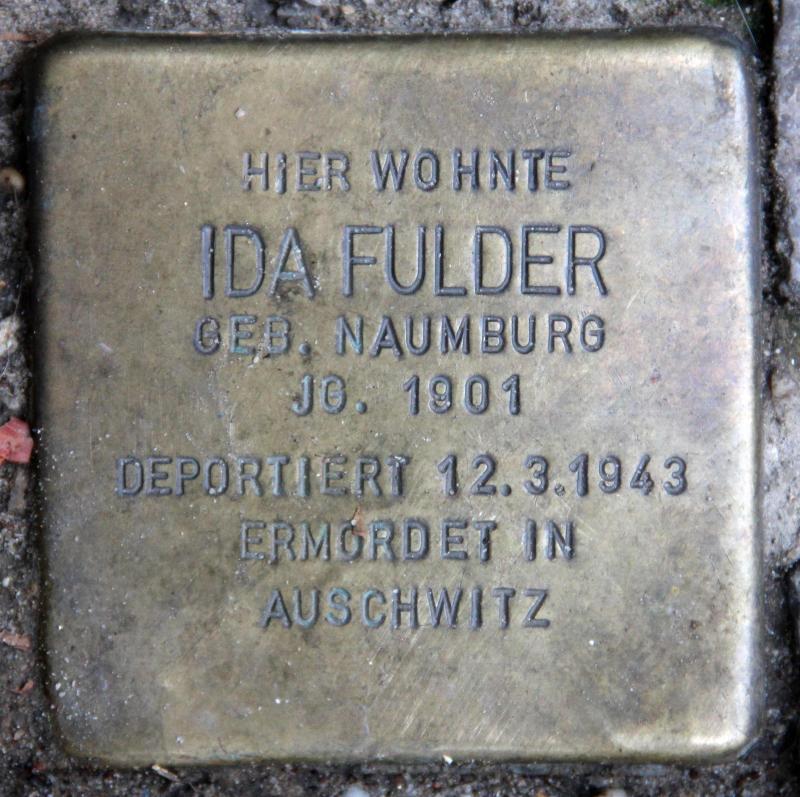 HIER WOHNTE
IDA FULDER
GEB. NAUMBURG
JG. 1901
DEPORTIERT 12.3.1943
ERMORDET IN
AUSCHWITZ